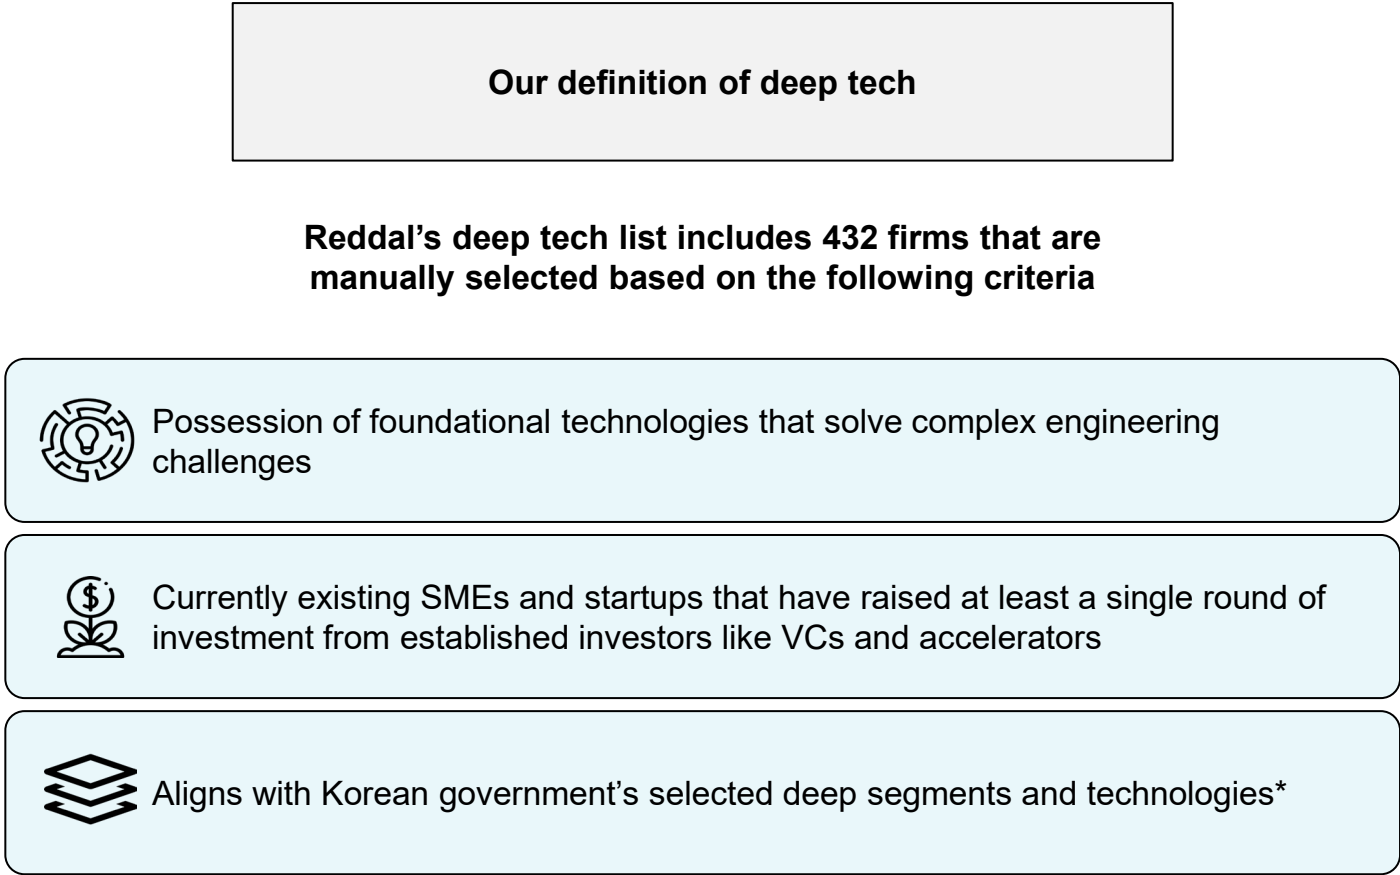 Our definition of deep tech
Reddal’s deep tech list includes 432 firms that are
manually selected based on the following criteria
Possession of foundational technologies that solve complex engineering
challenges
$
Currently existing SMEs and startups that have raised at least a single round of
investment from established investors like VCs and accelerators
Aligns with Korean government’s selected deep segments and technologies*